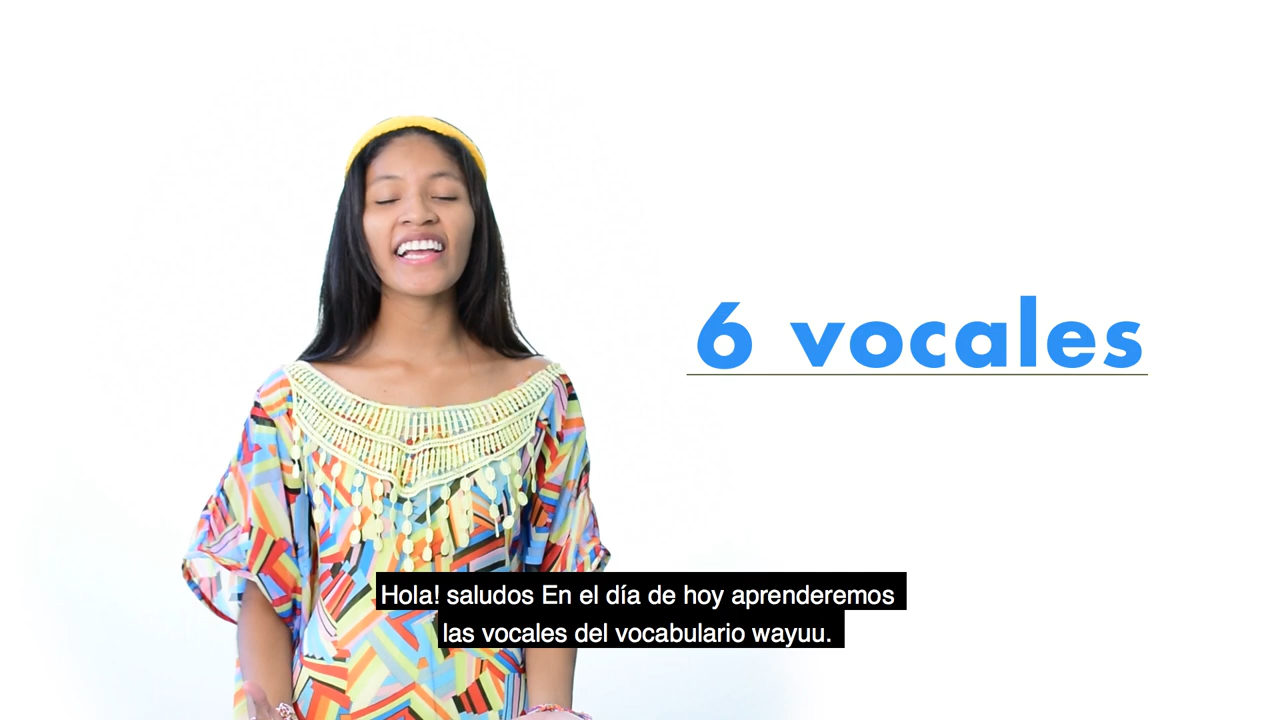 6 vocales
Hola! saludos En el día de hoy aprenderemos
las vocales del vocabulario wayuu.